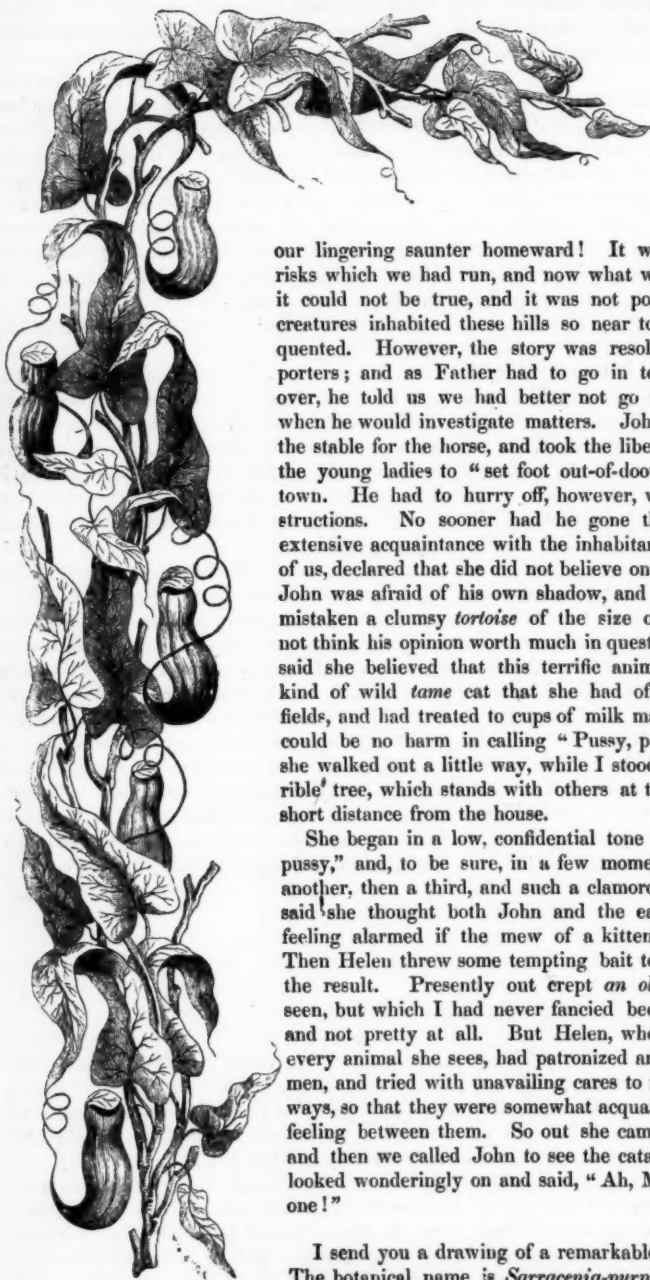 our lingering saunter homeward! It w
risks which we had run, and now what w
it could not be true, and it was not po
creatures inhabited these hills so near to
quented. However, the story was resol
porters; and as Father had to go in to
over, he told us we had better not go
when he would investigate matters. Joh
the stable for the horse, and took the libe
the young ladies to “set foot out-of-door
town. He had to hurry off, however, w
structions. No sooner had he gone th
extensive acquaintance with the inhabitan
of us, declared that she did not believe on
John was afraid of his own shadow, and
mistaken a clumsy tortoise of the size o
not think his opinion worth much in quest
said she believed that this terrific anim
kind of wild tame cat that she had of
fields, and had treated to cups of milk ma
could be no harm in calling “Pussy, p
she walked out a little way, while I stood
rible tree, which stands with others at t
short distance from the house.
She began in a low, confidential tone
pussy,” and, to be sure, in a few mome
another, then a third, and such a clamoro
said she thought both John and the ea
feeling alarmed if the mew of a kitten
Then Helen threw some tempting bait to
the result. Presently out crept an ol
seen, but which I had never fancied bec
and not pretty at all. But Helen, who
every animal she sees, had patronized an
men, and tried with unavailing cares to
ways, so that they were somewhat acqua
feeling between them. So out she cam
and then we called John to see the cata
looked wonderingly on and said, “Ah, M
one!”
I send you a drawing of a remarkable
The botanical name is Sarracenia-purp